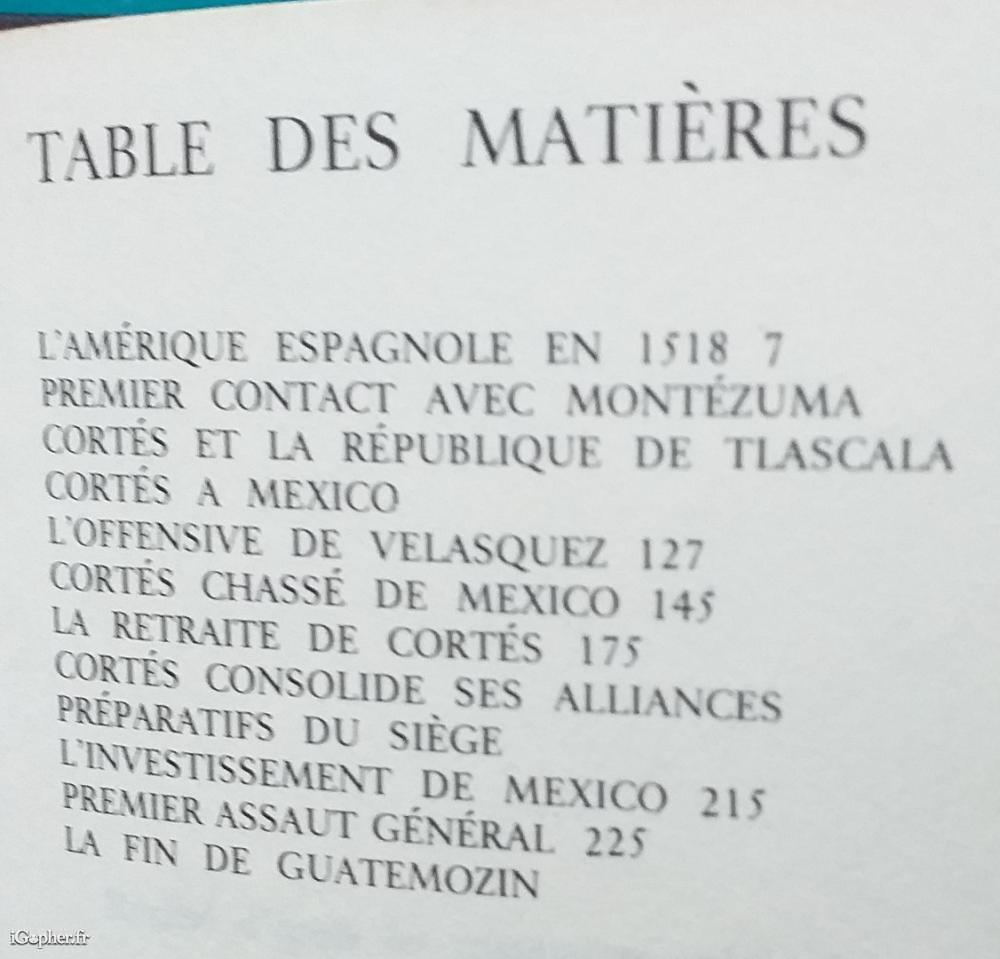 TABLE DES MATIÈRES
L'AMÉRIQUE ESPAGNOLE EN 1518 7
PREMIER CONTACT AVEC MONTÉZUMA
CORTÉS ET LA RÉPUBLIQUE DE TLASCALA
CORTÉS A MEXICO
L'OFFENSIVE DE VELASQUEZ 127
CORTÉS CHASSÉ DE MEXICO 145
LA RETRAITE DE CORTÉS 175
CORTÉS CONSOLIDE SES ALLIANCES
PRÉPARATIFS DU SIÈGE
L'INVESTISSEMENT DE MEXICO 215
PREMIER ASSAUT GÉNÉRAL 225
LA FIN DE GUATEMOZIN
iGopher.fr